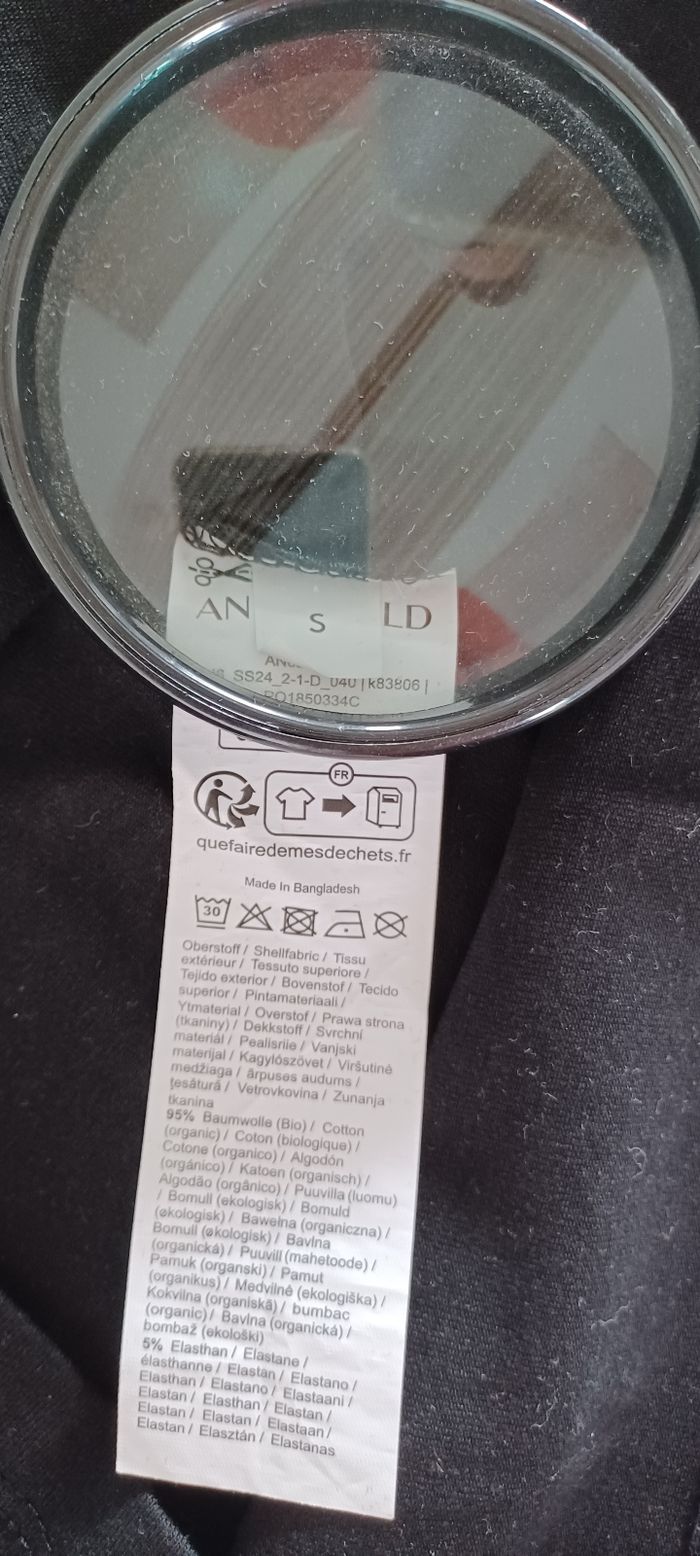 AN S LD
SS24_2-1-D_040 | k83806 |
PO1850334C
FR
quefairedemesdechets.fr
Made In Bangladesh
30
Oberstoff / Shellfabric / Tissu
extérieur / Tessuto superiore /
Tejido exterior / Bovenstof / Tecido
superior / Pintamateriaali /
Ytmaterial / Overstof / Prawa strona
(tkaniny) / Dekkstoff / Svrchní
materiál / Pealisriie / Vanjski
materijal / Kagylószövet / Viršutinė
medžiaga / ārpuses audums /
țesătură / Vetrovkovina / Zunanja
tkanina
95% Baumwolle (Bio) / Cotton
(organic) / Coton (biologique) /
Cotone (organico) / Algodón
(orgánico) / Katoen (organisch) /
Algodão (orgânico) / Puuvilla (luomu)
/ Bomull (ekologisk) / Bomuld
(økologisk) / Bawełna (organiczna) /
Bomull (økologisk) / Bavlna
(organická) / Puuvill (mahetoode) /
Pamuk (organski) / Pamut
(organikus) / Medvilnė (ekologiška) /
Kokvilna (organiskā) / bumbac
(organic) / Bavlna (organická) /
bombaž (ekološki)
5% Elasthan / Elastane /
élasthanne / Elastan / Elastano /
Elasthan / Elastano / Elastaani /
Elastan / Elasthan / Elastan /
Elastan / Elastan / Elastaan /
Elastan / Elasztán / Elastanas